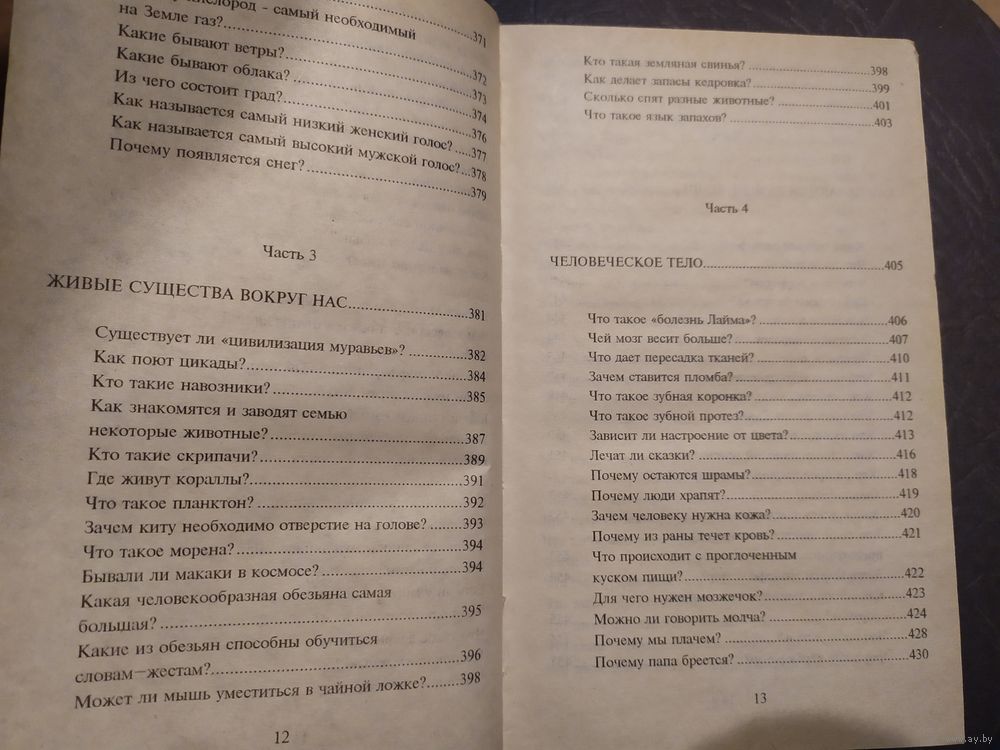 371
кислород - самый необходимый
на Земле газ? 372
Какие бывают ветры? 373
Какие бывают облака? 374
Из чего состоит град? 376
Как называется самый низкий женский голос? 377
Как называется самый высокий мужской голос? 378
Почему появляется снег? 379
Часть 3
ЖИВЫЕ СУЩЕСТВА ВОКРУГ НАС 381
Существует ли «цивилизация муравьев»? 382
Как поют цикады? 384
Кто такие навозники? 385
Как знакомятся и заводят семью
некоторые животные? 387
Кто такие скрипачи? 389
Где живут кораллы? 391
Что такое планктон? 392
Зачем киту необходимо отверстие на голове? 393
Что такое морена? 394
Бывали ли макаки в космосе? 394
Какая человекообразная обезьяна самая
большая? 395
Какие из обезьян способны обучиться
словам—жестам? 396
Может ли мышь уместиться в чайной ложке? 398
12
Кто такая земляная свинья? 398
Как делает запасы кедровка? 399
Сколько спят разные животные? 401
Что такое язык запахов? 403
Часть 4
ЧЕЛОВЕЧЕСКОЕ ТЕЛО 405
Что такое «болезнь Лайма»? 406
Чей мозг весит больше? 407
Что дает пересадка тканей? 410
Зачем ставится пломба? 411
Что такое зубная коронка? 412
Что такое зубной протез? 412
Зависит ли настроение от цвета? 413
Лечат ли сказки? 416
Почему остаются шрамы? 418
Почему люди храпят? 419
Зачем человеку нужна кожа? 420
Почему из раны течет кровь? 421
Что происходит с проглоченным
куском пищи? 422
Для чего нужен мозжечок? 423
Можно ли говорить молча? 424
Почему мы плачем? 428
Почему папа бреется? 430
13